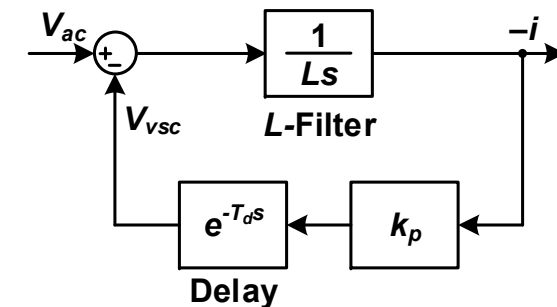 V_ac
+
−
1
Ls
−i
L-Filter
V_vsc
e^{-T_d s}
k_p
Delay